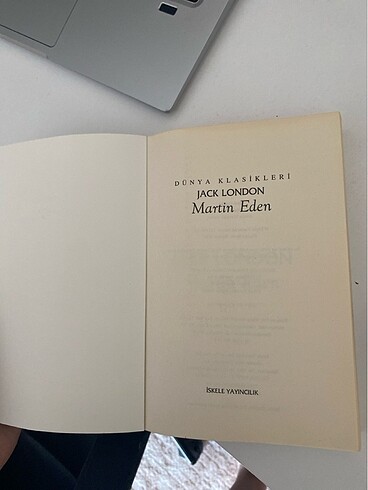 DÜNYA KLASİKLERİ
JACK LONDON
Martin Eden
İSKELE YAYINCILIK